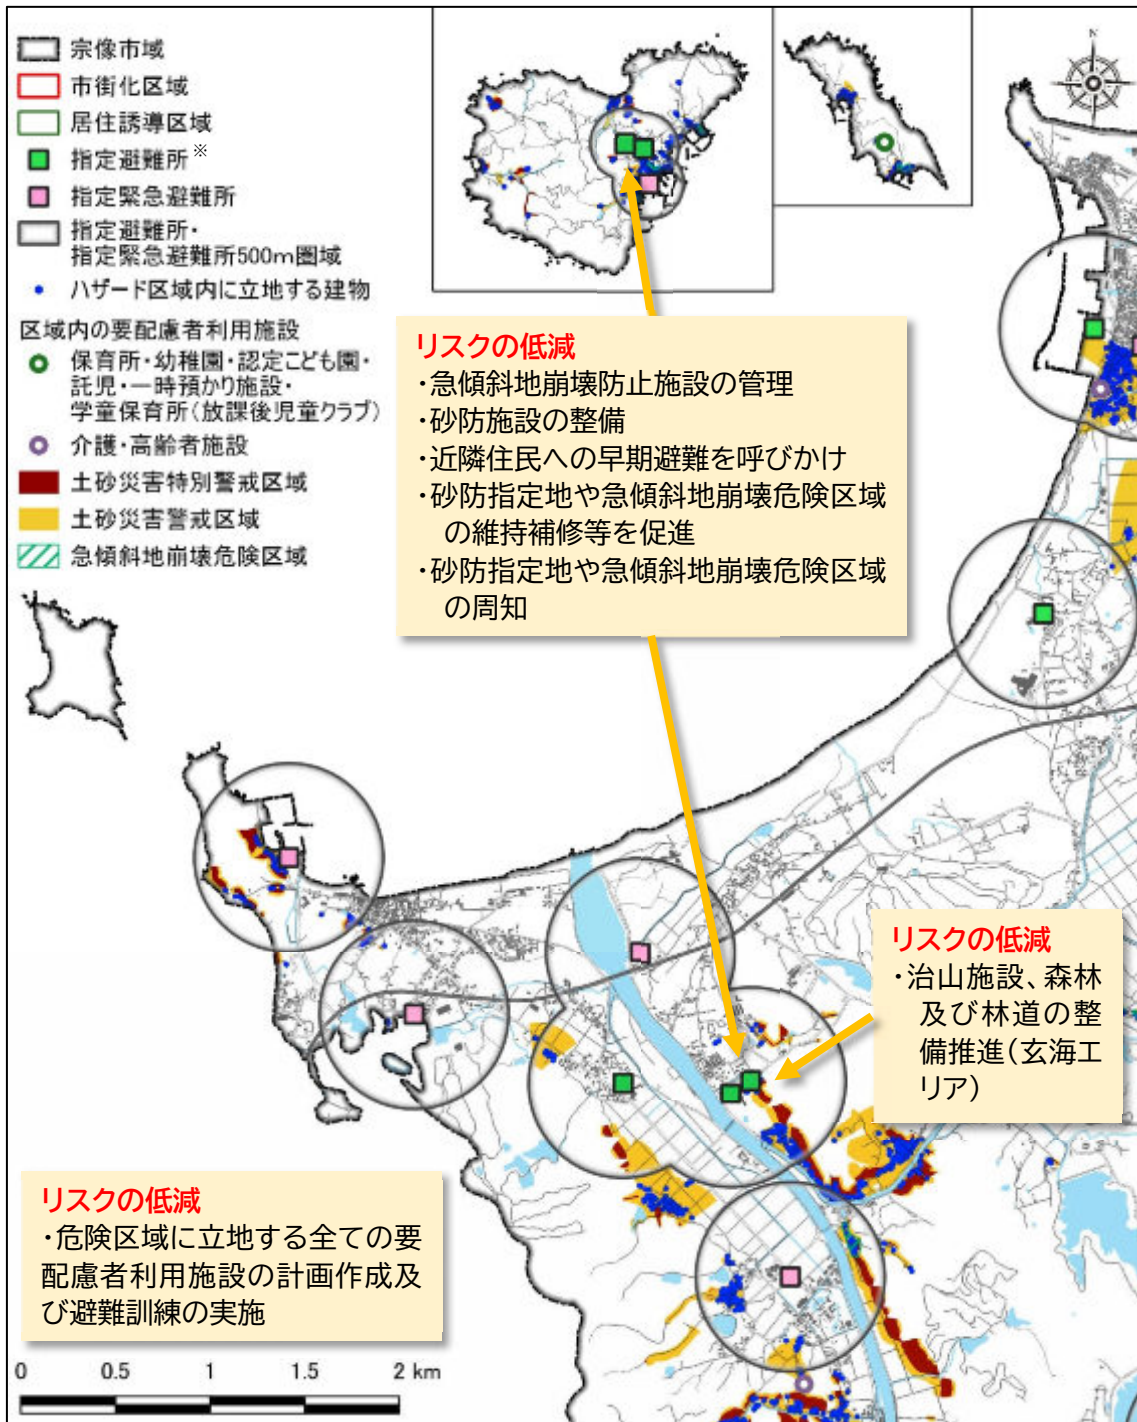 宗像市域
市街化区域
居住誘導区域
指定避難所※
指定緊急避難所
指定避難所・
指定緊急避難所500m圏域
ハザード区域内に立地する建物
区域内の要配慮者利用施設
保育所・幼稚園・認定こども園・
託児・一時預かり施設・
学童保育所（放課後児童クラブ）
介護・高齢者施設
土砂災害特別警戒区域
土砂災害警戒区域
急傾斜地崩壊危険区域
N
リスクの低減
・急傾斜地崩壊防止施設の管理
・砂防施設の整備
・近隣住民への早期避難を呼びかけ
・砂防指定地や急傾斜地崩壊危険区域
の維持補修等を促進
・砂防指定地や急傾斜地崩壊危険区域
の周知
リスクの低減
・治山施設、森林
及び林道の整
備推進（玄海エ
リア）
リスクの低減
・危険区域に立地する全ての要
配慮者利用施設の計画作成及
び避難訓練の実施
0 0.5 1 2 km